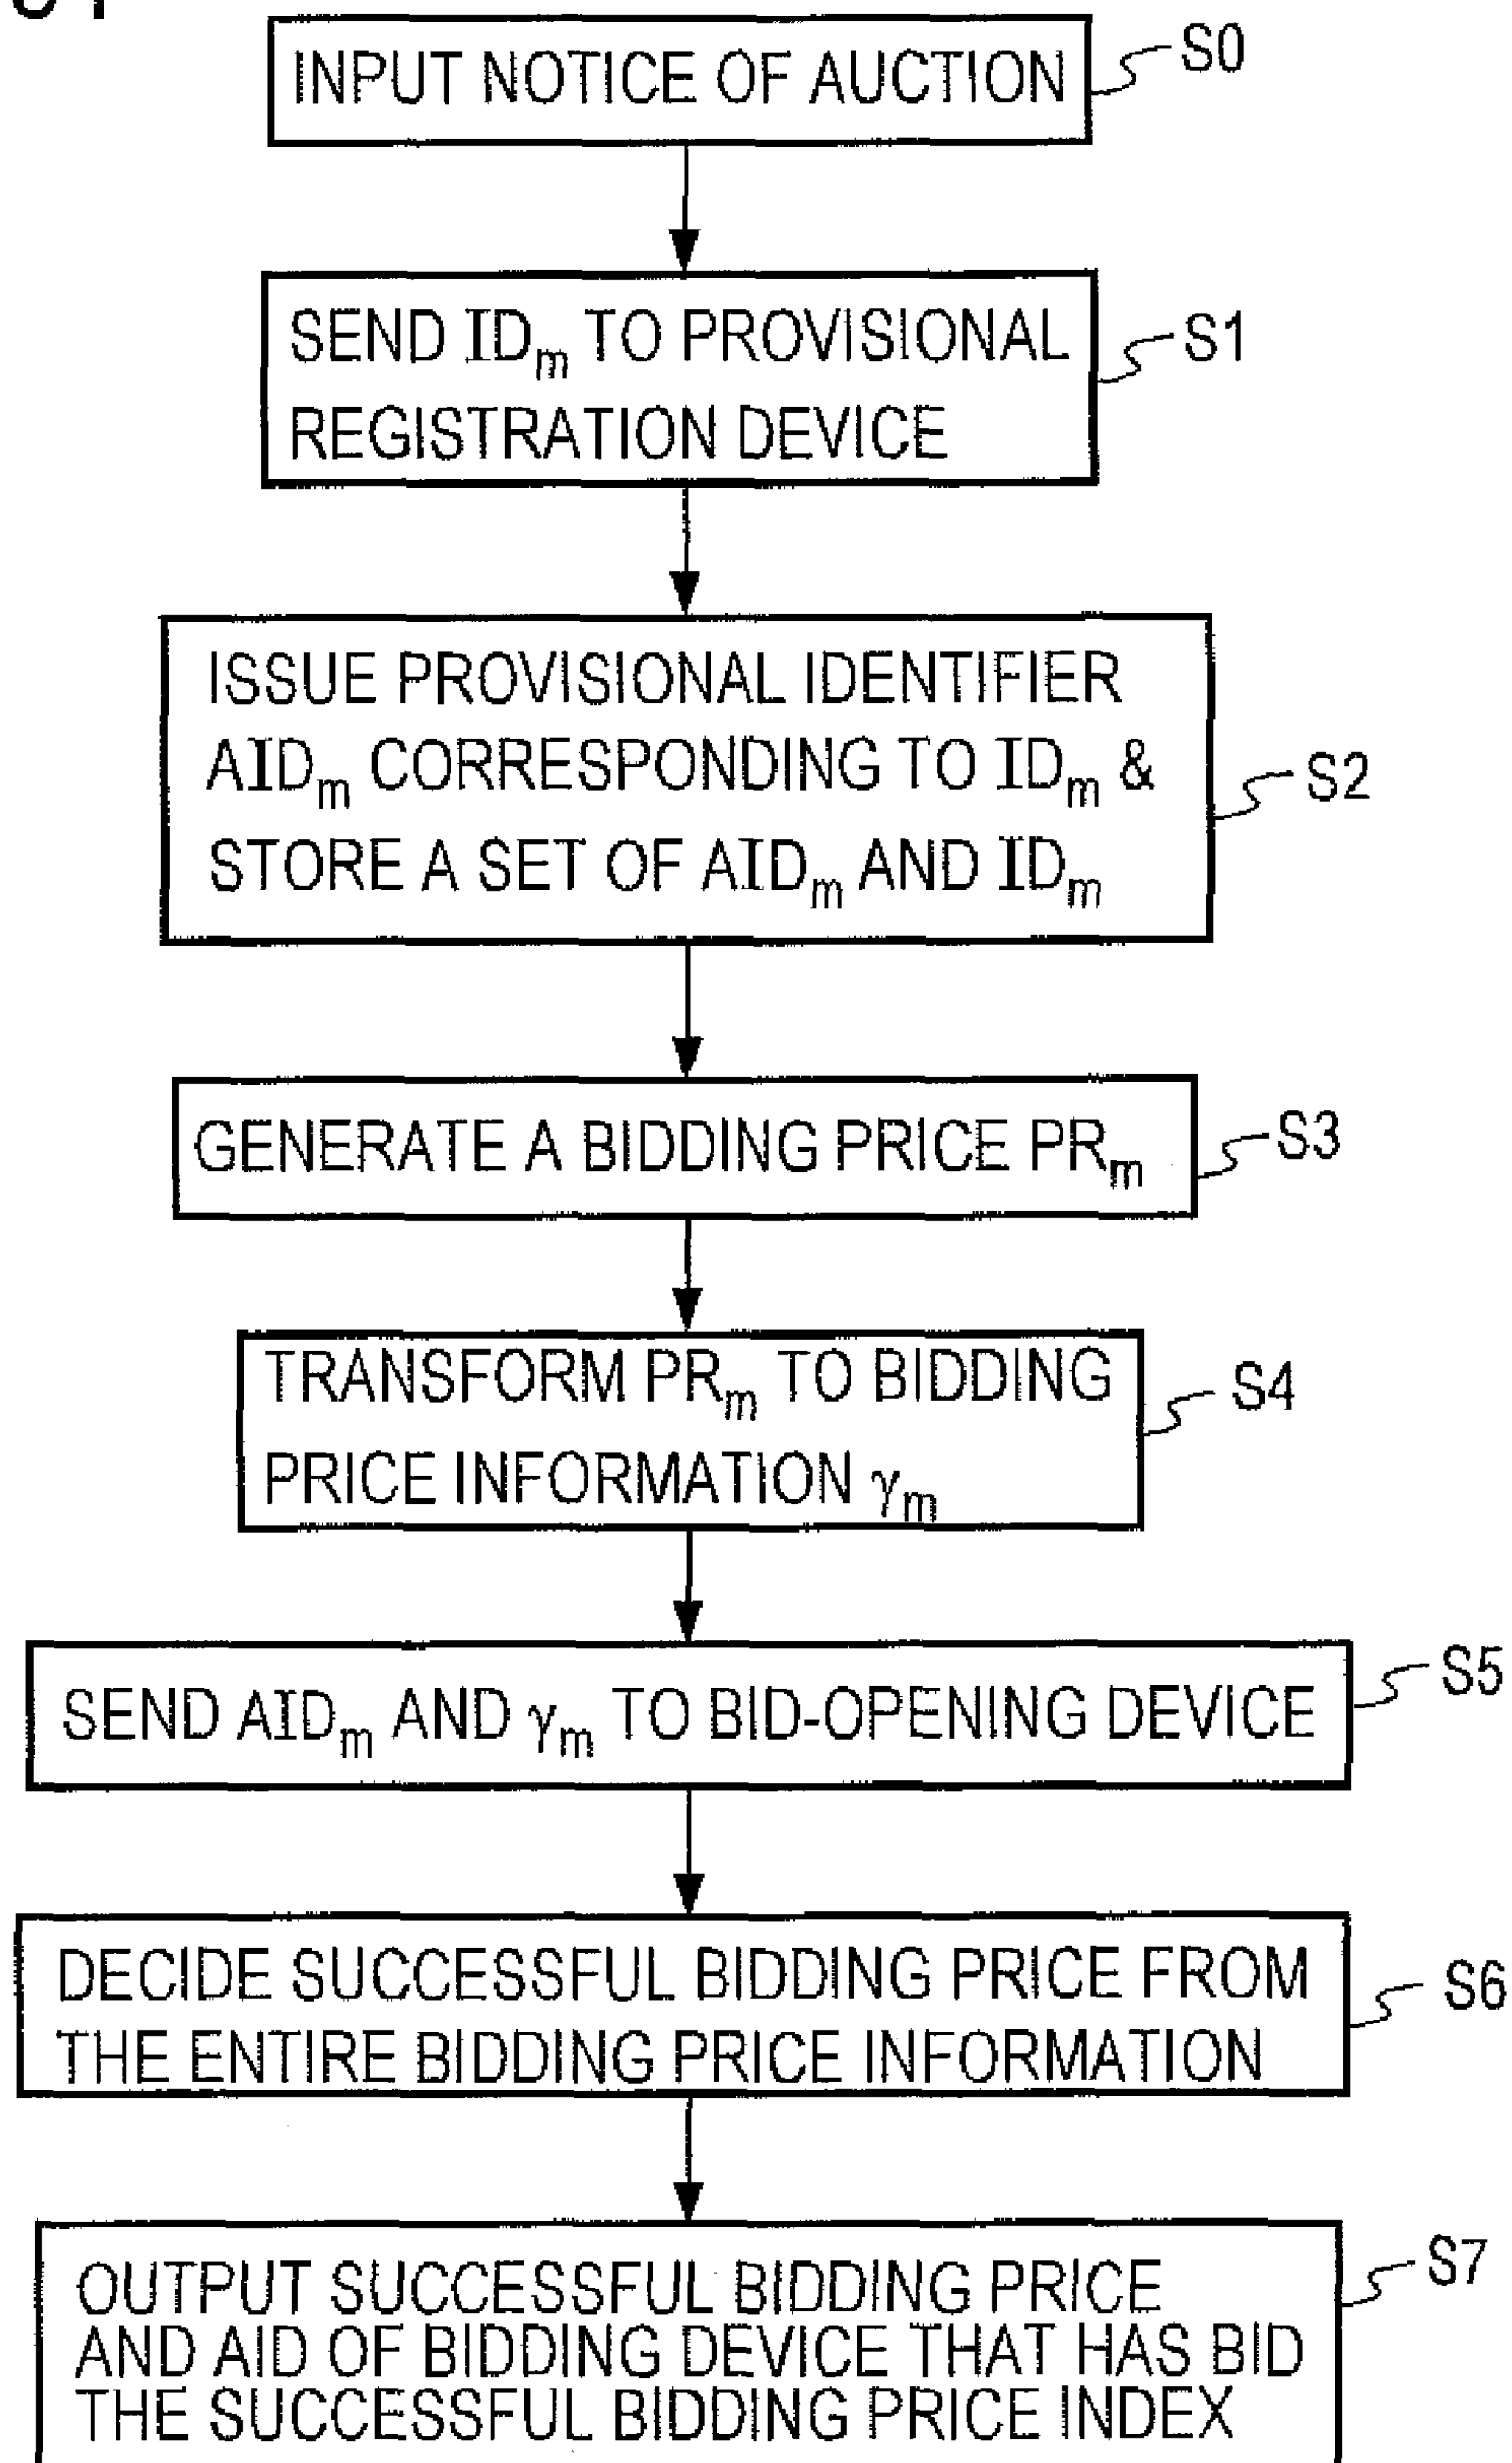 INPUT NOTICE OF AUCTION
S0
SEND IDm TO PROVISIONAL
REGISTRATION DEVICE
S1
ISSUE PROVISIONAL IDENTIFIER
AIDm CORRESPONDING TO IDm &
STORE A SET OF AIDm AND IDm
S2
GENERATE A BIDDING PRICE PRm
S3
TRANSFORM PRm TO BIDDING
PRICE INFORMATION γm
S4
SEND AIDm AND γm TO BID-OPENING DEVICE
S5
DECIDE SUCCESSFUL BIDDING PRICE FROM
THE ENTIRE BIDDING PRICE INFORMATION
S6
OUTPUT SUCCESSFUL BIDDING PRICE
AND AID OF BIDDING DEVICE THAT HAS BID
THE SUCCESSFUL BIDDING PRICE INDEX
S7